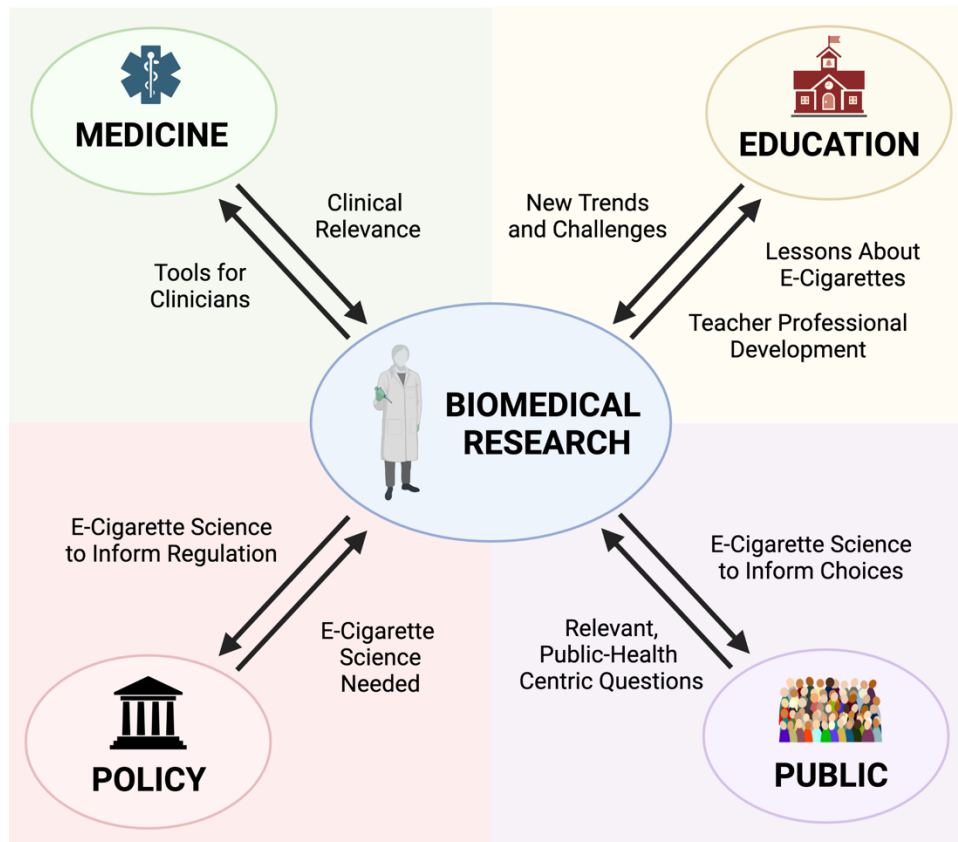 MEDICINE
EDUCATION
Clinical
Relevance
Tools for
Clinicians
New Trends
and Challenges
Lessons About
E-Cigarettes
Teacher Professional
Development
BIOMEDICAL
RESEARCH
E-Cigarette Science
to Inform Regulation
E-Cigarette
Science
Needed
E-Cigarette Science
to Inform Choices
Relevant,
Public-Health
Centric Questions
POLICY
PUBLIC